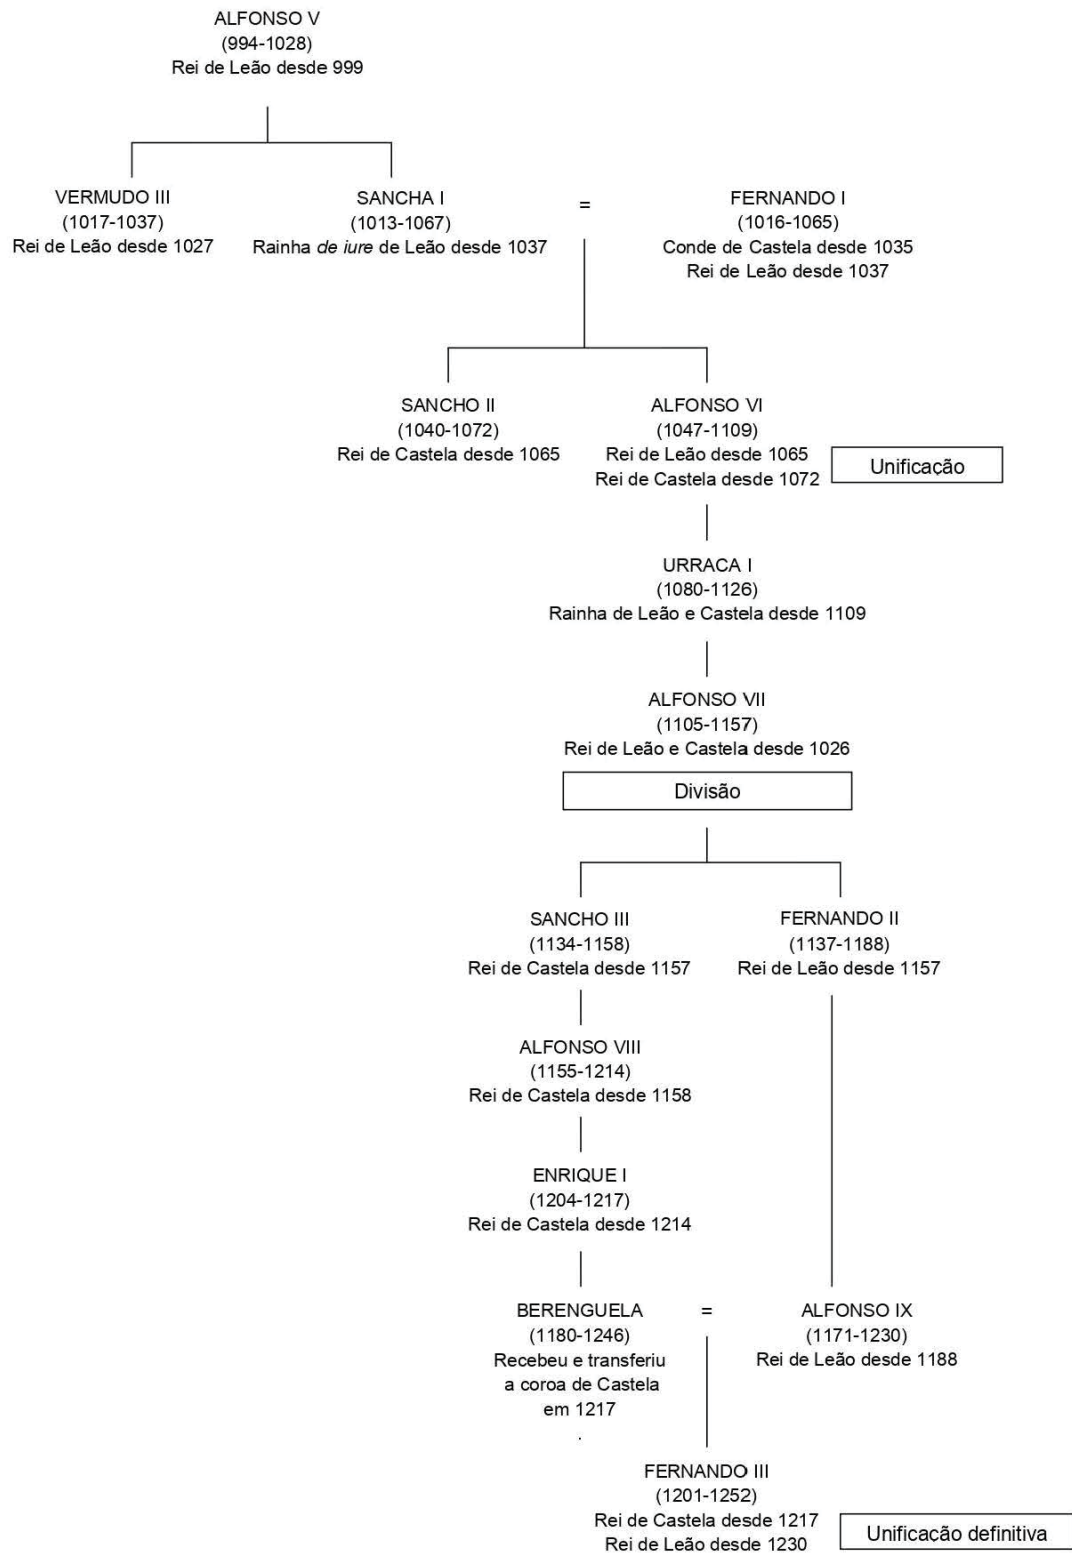 ALFONSO V
(994-1028)
Rei de Leão desde 999
VERMUDO III
(1017-1037)
Rei de Leão desde 1027
SANCHA I
(1013-1067)
Rainha de iure de Leão desde 1037
=
FERNANDO I
(1016-1065)
Conde de Castela desde 1035
Rei de Leão desde 1037
SANCHO II
(1040-1072)
Rei de Castela desde 1065
ALFONSO VI
(1047-1109)
Rei de Leão desde 1065
Rei de Castela desde 1072
Unificação
URRACA I
(1080-1126)
Rainha de Leão e Castela desde 1109
ALFONSO VII
(1105-1157)
Rei de Leão e Castela desde 1026
Divisão
SANCHO III
(1134-1158)
Rei de Castela desde 1157
FERNANDO II
(1137-1188)
Rei de Leão desde 1157
ALFONSO VIII
(1155-1214)
Rei de Castela desde 1158
ENRIQUE I
(1204-1217)
Rei de Castela desde 1214
BERENGUELA
(1180-1246)
Recebeu e transferiu
a coroa de Castela
em 1217
.
=
ALFONSO IX
(1171-1230)
Rei de Leão desde 1188
FERNANDO III
(1201-1252)
Rei de Castela desde 1217
Rei de Leão desde 1230
Unificação definitiva